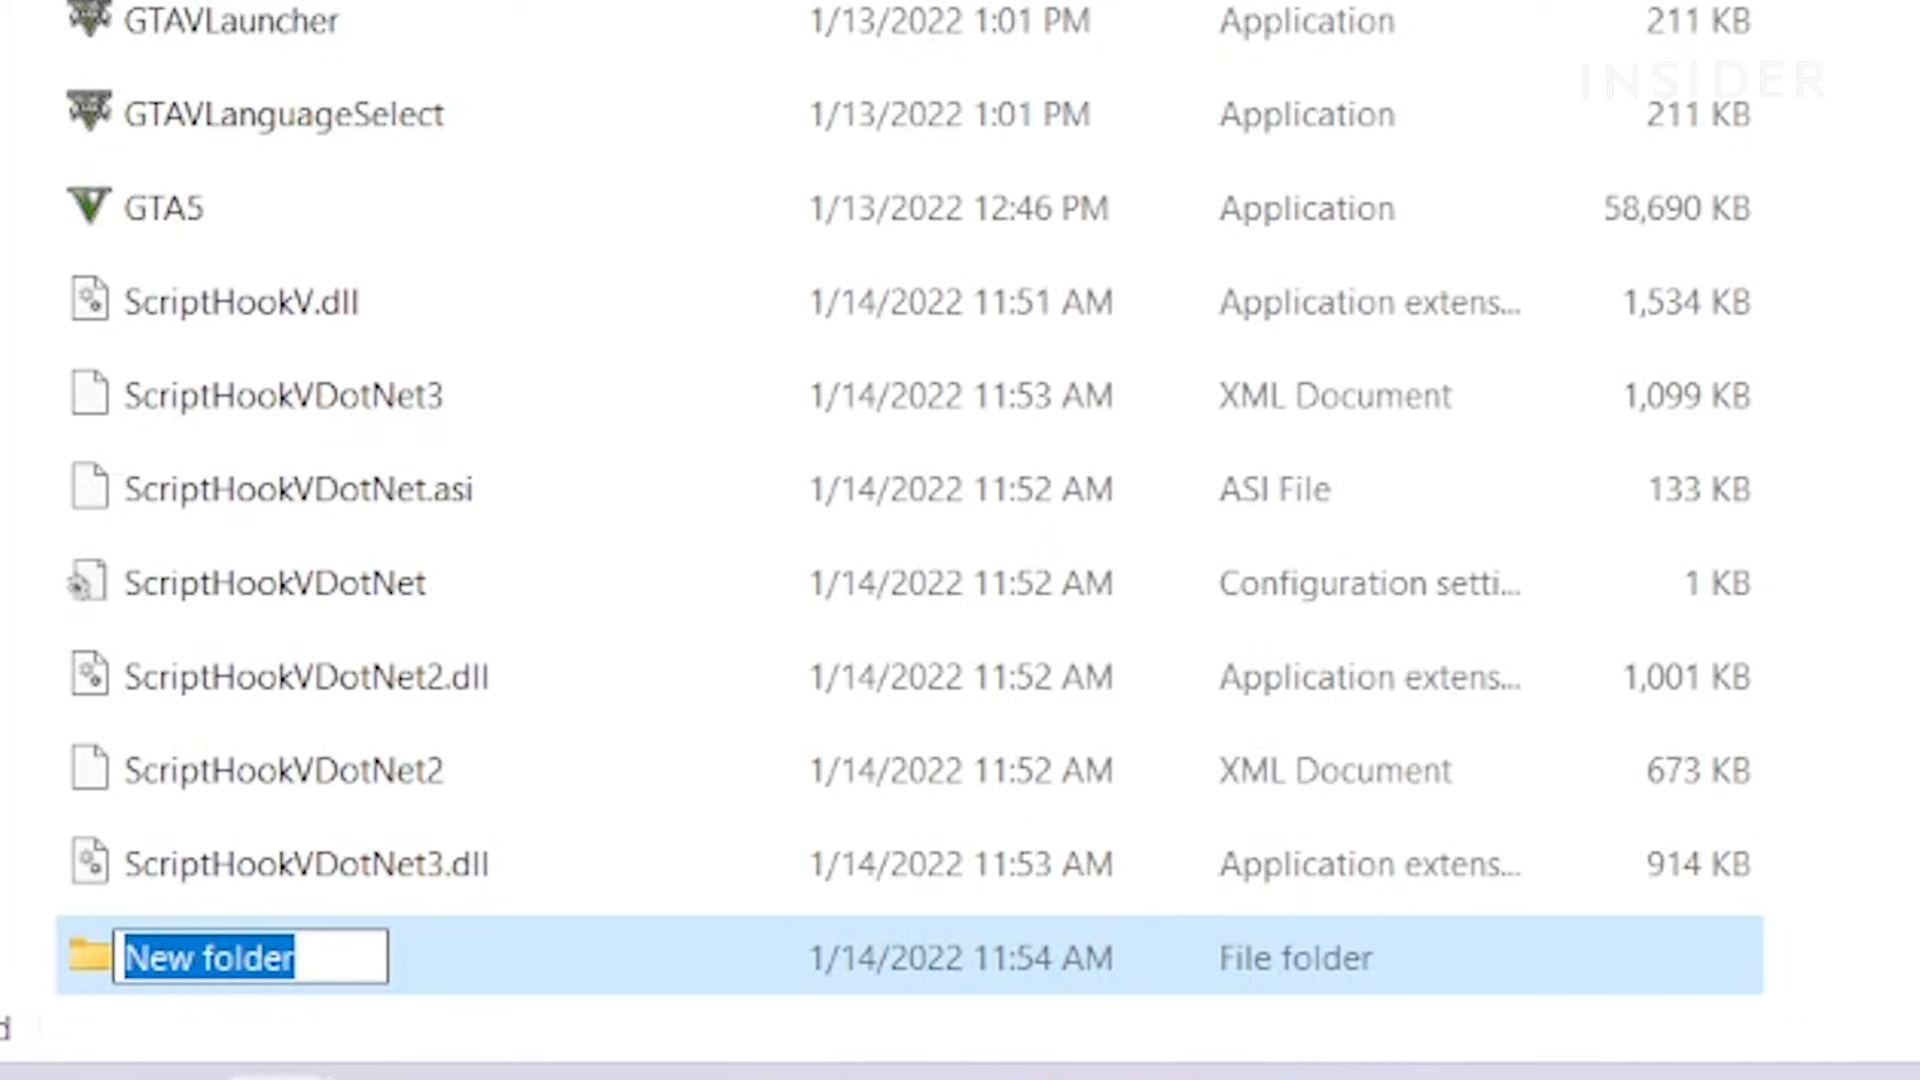 GTAVLauncher 1/13/2022 1:01 PM Application 211 KB
INSIDER
GTAVLanguageSelect 1/13/2022 1:01 PM Application 211 KB
GTA5 1/13/2022 12:46 PM Application 58,690 KB
ScriptHookV.dll 1/14/2022 11:51 AM Application extens... 1,534 KB
ScriptHookVDotNet3 1/14/2022 11:53 AM XML Document 1,099 KB
ScriptHookVDotNet.asi 1/14/2022 11:52 AM ASI File 133 KB
ScriptHookVDotNet 1/14/2022 11:52 AM Configuration setti... 1 KB
ScriptHookVDotNet2.dll 1/14/2022 11:52 AM Application extens... 1,001 KB
ScriptHookVDotNet2 1/14/2022 11:52 AM XML Document 673 KB
ScriptHookVDotNet3.dll 1/14/2022 11:53 AM Application extens... 914 KB
New folder 1/14/2022 11:54 AM File folder